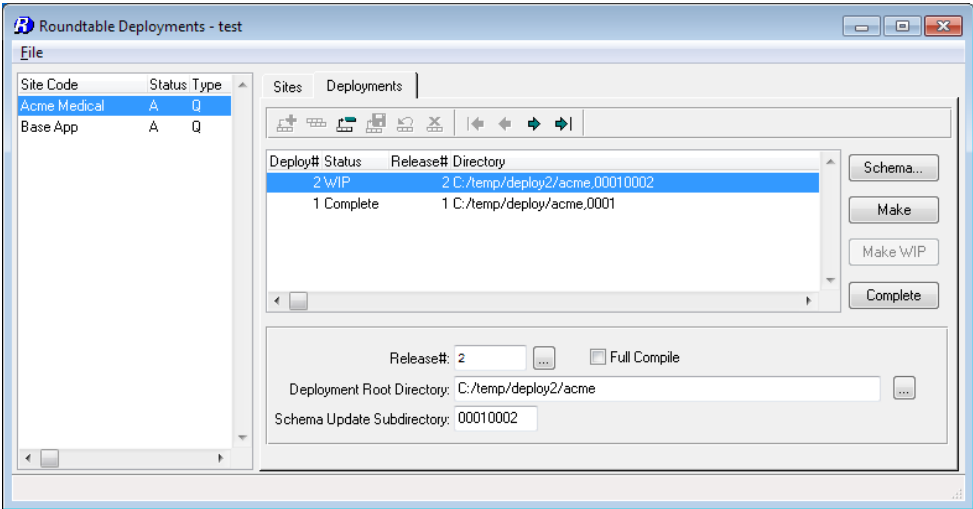 Roundtable Deployments - test
File
Site Code Status Type
Acme Medical A Q
Base App A Q
Sites Deployments
Deploy# Status Release# Directory
2 WIP 2 C:/temp/deploy2/acme,00010002
1 Complete 1 C:/temp/deploy/acme,0001
Schema...
Make
Make WIP
Complete
Release#: 2 ... Full Compile
Deployment Root Directory: C:/temp/deploy2/acme ...
Schema Update Subdirectory: 00010002